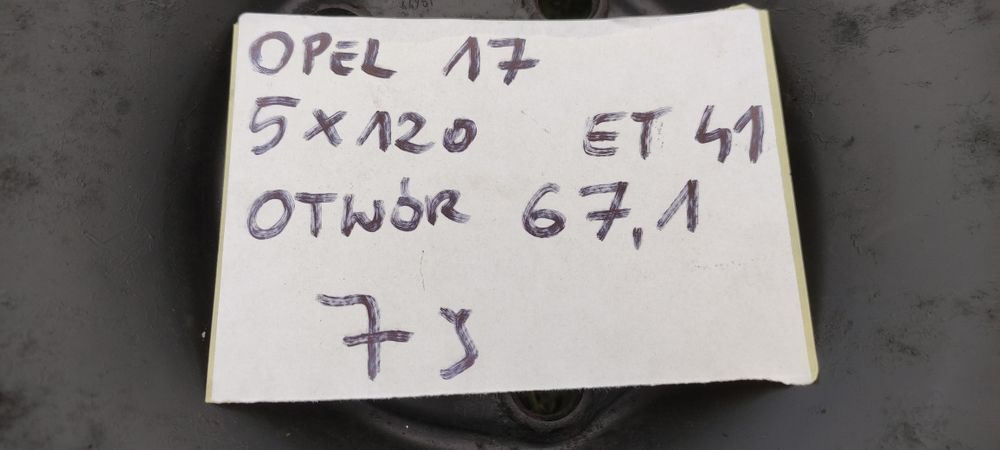 OPEL 17
5x120 ET 41
OTWÓR 67,1
7J